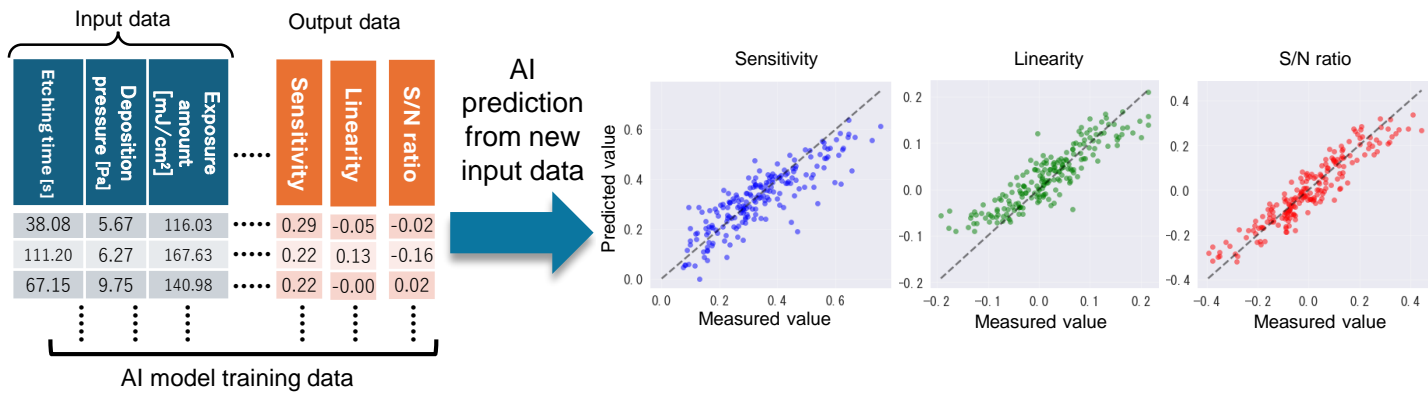 Input data
Output data
Etching time [s]
Deposition
pressure [Pa]
Exposure
amount
[mJ/cm²]
.....
Sensitivity
Linearity
S/N ratio
38.08 5.67 116.03 ..... 0.29 -0.05 -0.02
111.20 6.27 167.63 ..... 0.22 0.13 -0.16
67.15 9.75 140.98 ..... 0.22 -0.00 0.02
AI model training data
AI
prediction
from new
input data
Sensitivity
Predicted value
0.6
0.4
0.2
0.0
0.0 0.2 0.4 0.6
Measured value
Linearity
0.2
0.1
0.0
-0.1
-0.2
-0.2 -0.1 0.0 0.1 0.2
Measured value
S/N ratio
0.4
0.2
0.0
-0.2
-0.4
-0.4 -0.2 0.0 0.2 0.4
Measured value